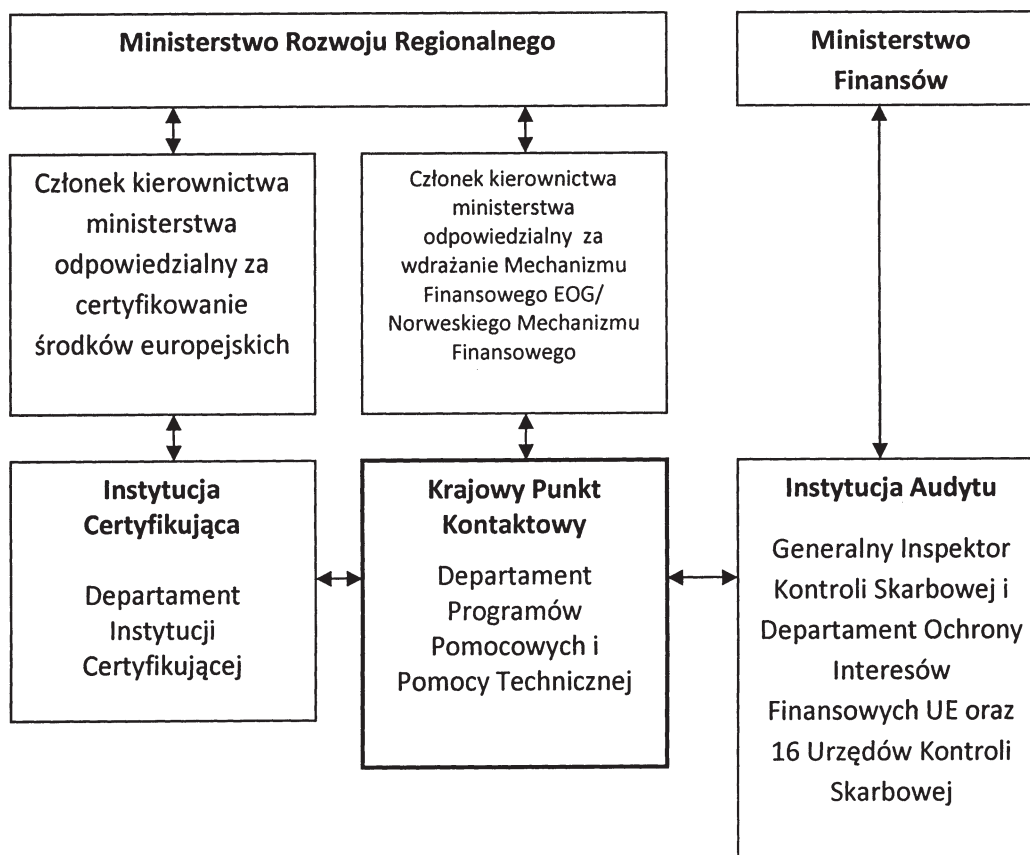 Ministerstwo Rozwoju Regionalnego
Ministerstwo
Finansów
Członek kierownictwa
ministerstwa
odpowiedzialny za
certyfikowanie
środków europejskich
Członek kierownictwa
ministerstwa
odpowiedzialny za
wdrażanie Mechanizmu
Finansowego EOG/
Norweskiego Mechanizmu
Finansowego
Instytucja
Certyfikująca
Departament
Instytucji
Certyfikującej
Krajowy Punkt
Kontaktowy
Departament
Programów
Pomocowych i
Pomocy Technicznej
Instytucja Audytu
Generalny Inspektor
Kontroli Skarbowej i
Departament Ochrony
Interesów
Finansowych UE oraz
16 Urzędów Kontroli
Skarbowej